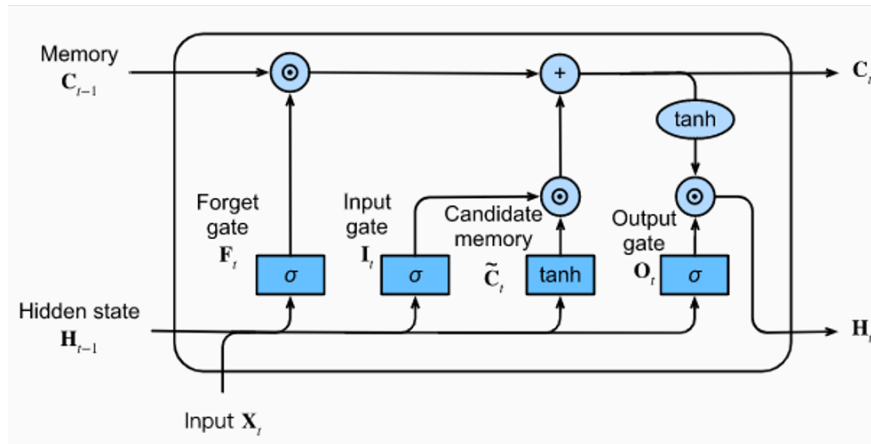 Memory
C_{t-1}
⊙
+
C_t
tanh
Forget
gate
F_t
Input
gate
I_t
Candidate
memory
C̃_t
⊙
Output
gate
O_t
⊙
σ
σ
tanh
σ
Hidden state
H_{t-1}
H_t
Input X_t